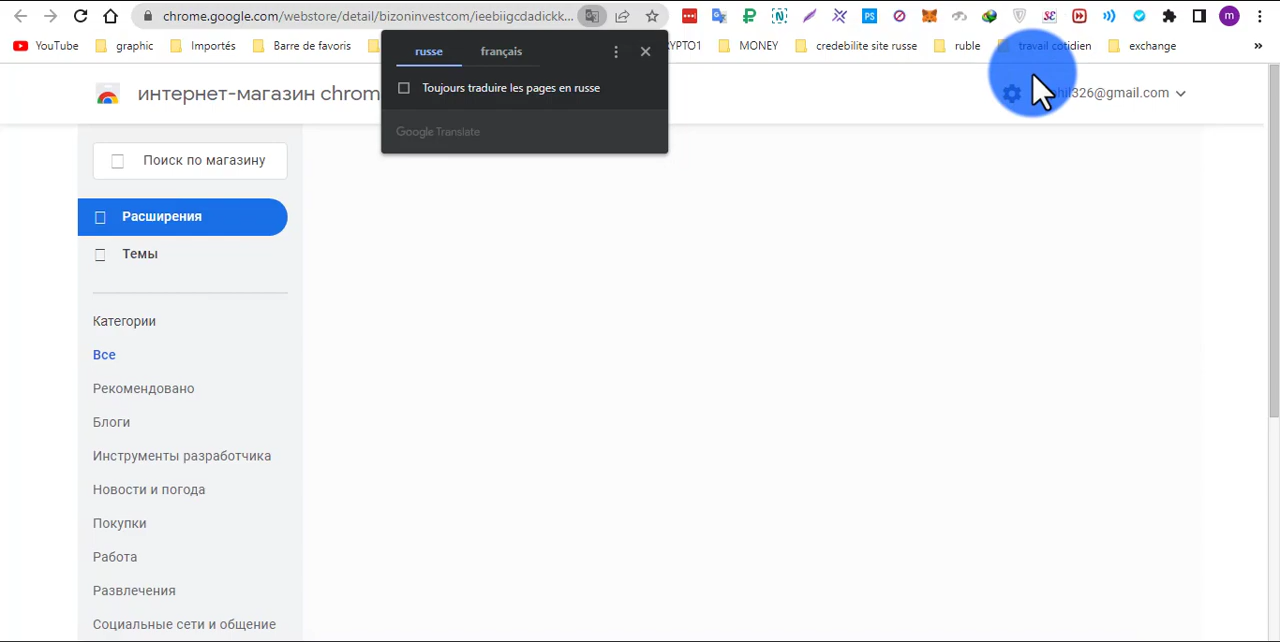 chrome.google.com/webstore/detail/bizoninvestcom/ieebiigcdadickk...
YouTube graphic Importés Barre de favoris YPTO1 MONEY credebilite site russe ruble travail cotidien exchange »
russe français
Toujours traduire les pages en russe
Google Translate
интернет-магазин chrom
hil326@gmail.com
Поиск по магазину
Расширения
Темы
Категории
Все
Рекомендовано
Блоги
Инструменты разработчика
Новости и погода
Покупки
Работа
Развлечения
Социальные сети и общение